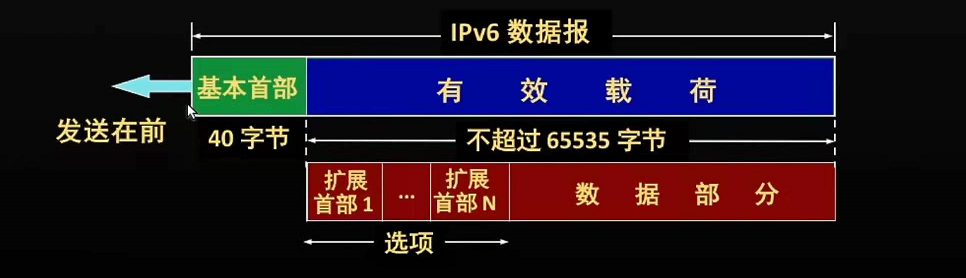 IPv6 数据报
基本首部
有效载荷
发送在前
40 字节
不超过 65535 字节
扩展
首部 1
...
扩展
首部 N
数据部分
选项